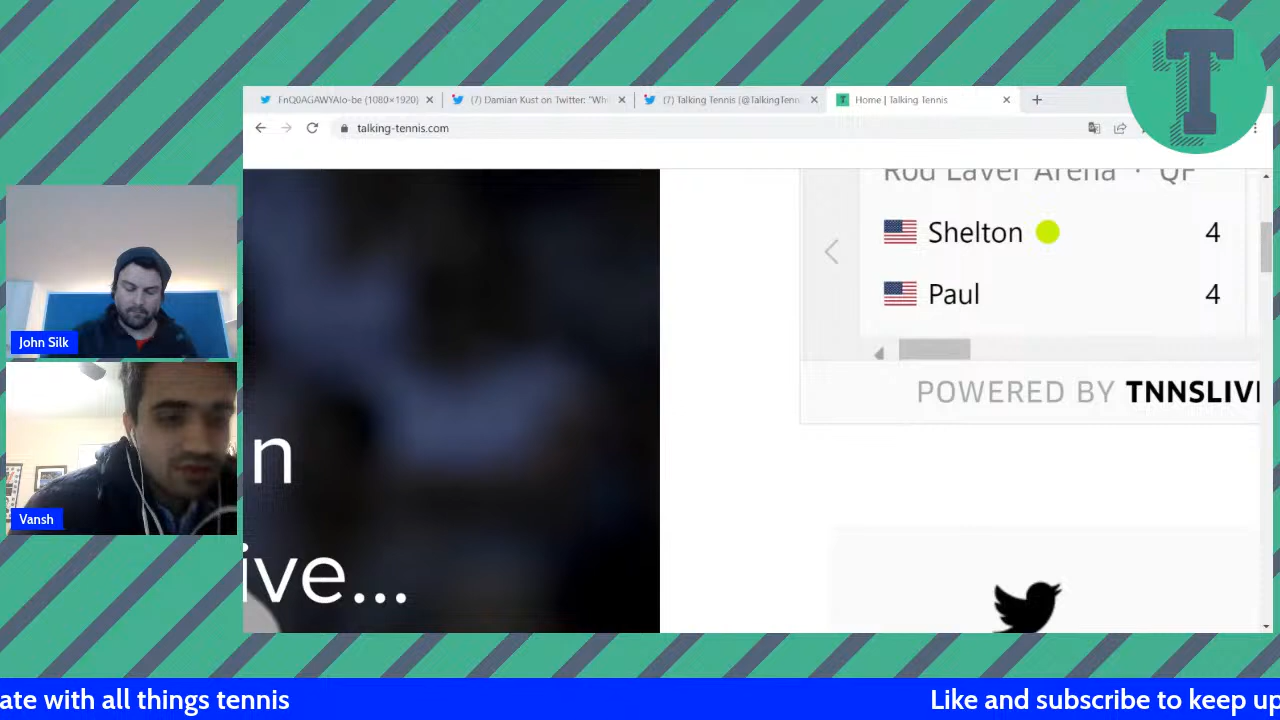 T
FnQ0AGAWYAIo-be (1080×1920)
(7) Damian Kust on Twitter: "Wh
(7) Talking Tennis (@TalkingTenn
Home | Talking Tennis
talking-tennis.com
Rod Laver Arena · QF
Shelton 4
Paul 4
POWERED BY TNNSLIVE
n
ive...
John Silk
Vansh
ate with all things tennis
Like and subscribe to keep up